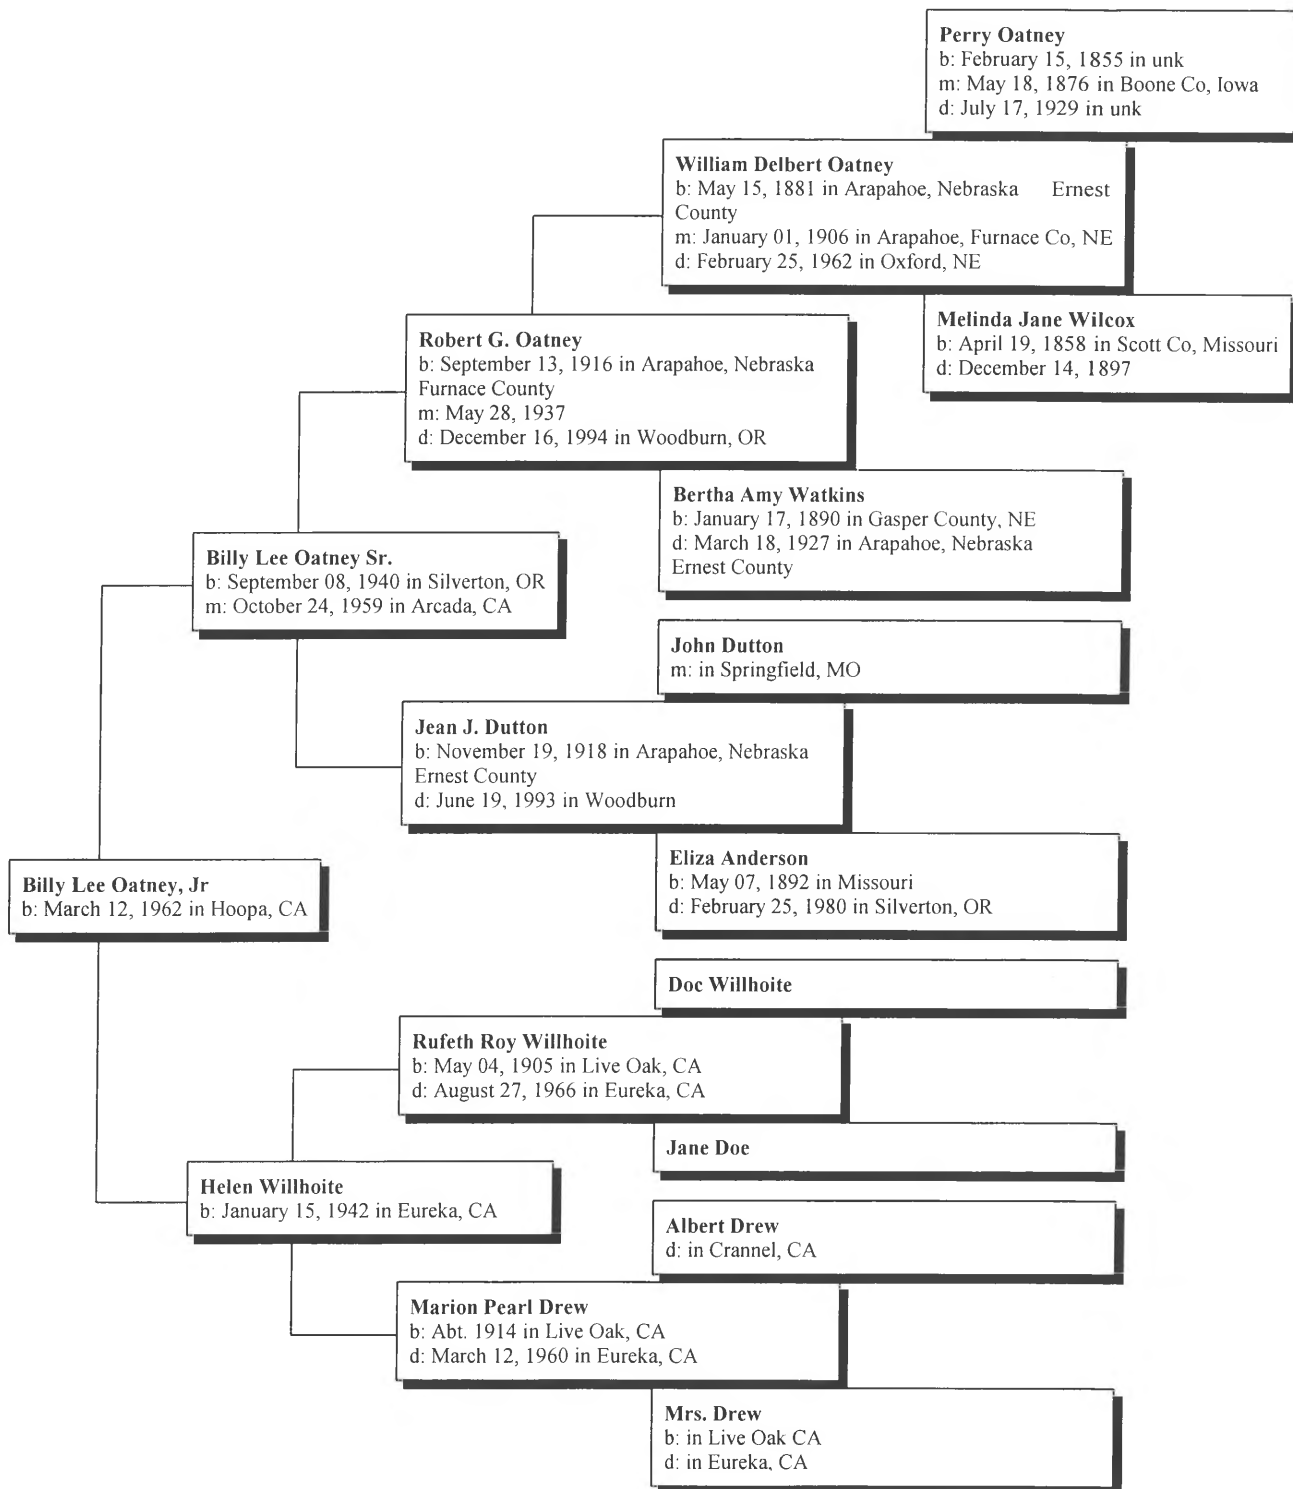 Perry Oatney
b: February 15, 1855 in unk
m: May 18, 1876 in Boone Co, Iowa
d: July 17, 1929 in unk
William Delbert Oatney
b: May 15, 1881 in Arapahoe, Nebraska Ernest
County
m: January 01, 1906 in Arapahoe, Furnace Co, NE
d: February 25, 1962 in Oxford, NE
Melinda Jane Wilcox
b: April 19, 1858 in Scott Co, Missouri
d: December 14, 1897
Robert G. Oatney
b: September 13, 1916 in Arapahoe, Nebraska
Furnace County
m: May 28, 1937
d: December 16, 1994 in Woodburn, OR
Bertha Amy Watkins
b: January 17, 1890 in Gasper County, NE
d: March 18, 1927 in Arapahoe, Nebraska
Ernest County
Billy Lee Oatney Sr.
b: September 08, 1940 in Silverton, OR
m: October 24, 1959 in Arcada, CA
John Dutton
m: in Springfield, MO
Jean J. Dutton
b: November 19, 1918 in Arapahoe, Nebraska
Ernest County
d: June 19, 1993 in Woodburn
Eliza Anderson
b: May 07, 1892 in Missouri
d: February 25, 1980 in Silverton, OR
Billy Lee Oatney, Jr
b: March 12, 1962 in Hoopa, CA
Doc Willhoite
Rufeth Roy Willhoite
b: May 04, 1905 in Live Oak, CA
d: August 27, 1966 in Eureka, CA
Jane Doe
Helen Willhoite
b: January 15, 1942 in Eureka, CA
Albert Drew
d: in Crannel, CA
Marion Pearl Drew
b: Abt. 1914 in Live Oak, CA
d: March 12, 1960 in Eureka, CA
Mrs. Drew
b: in Live Oak CA
d: in Eureka, CA